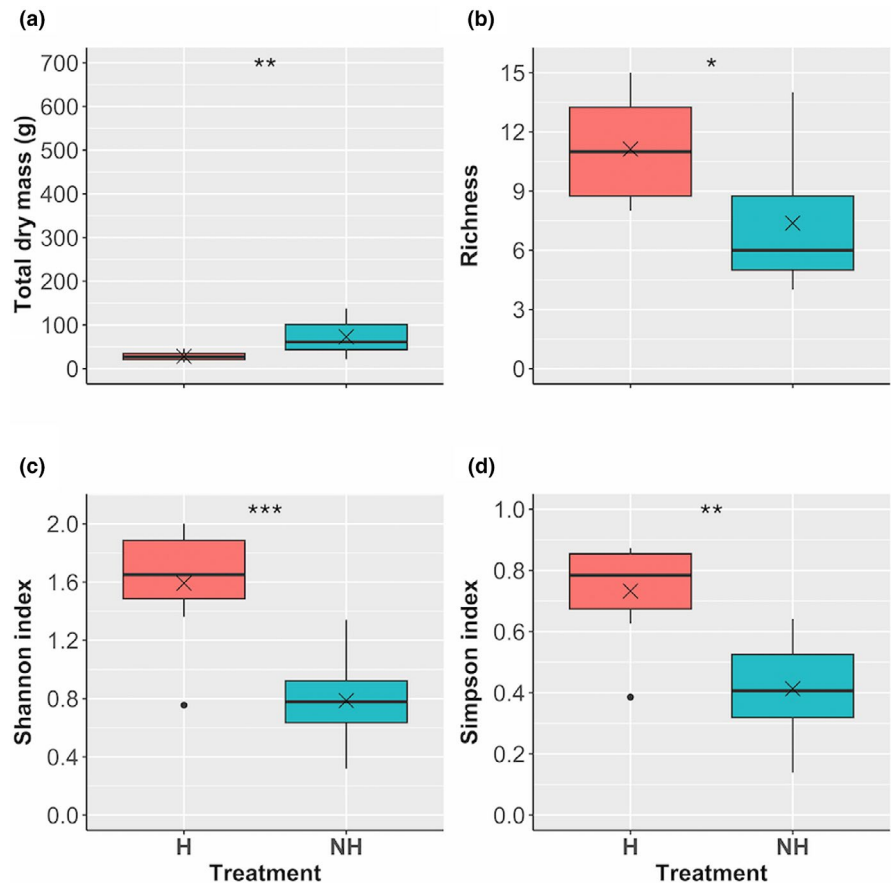 (a)
**
700
600
500
400
300
200
100
0
Total dry mass (g)
(b)
*
15
12
9
6
3
0
Richness
(c)
***
2.0
1.6
1.2
0.8
0.4
0.0
Shannon index
H NH
Treatment
(d)
**
1.0
0.8
0.6
0.4
0.2
0.0
Simpson index
H NH
Treatment